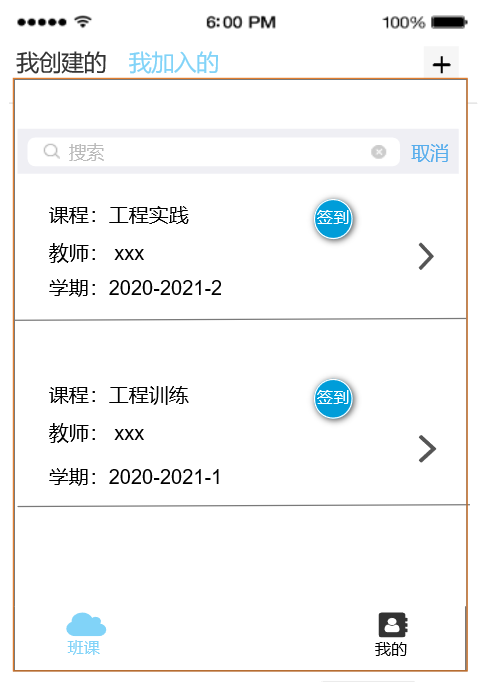 6:00 PM 100%
我创建的 我加入的 +
搜索 取消
课程：工程实践 签到
教师： xxx
学期：2020-2021-2
课程：工程训练 签到
教师： xxx
学期：2020-2021-1
班课 我的